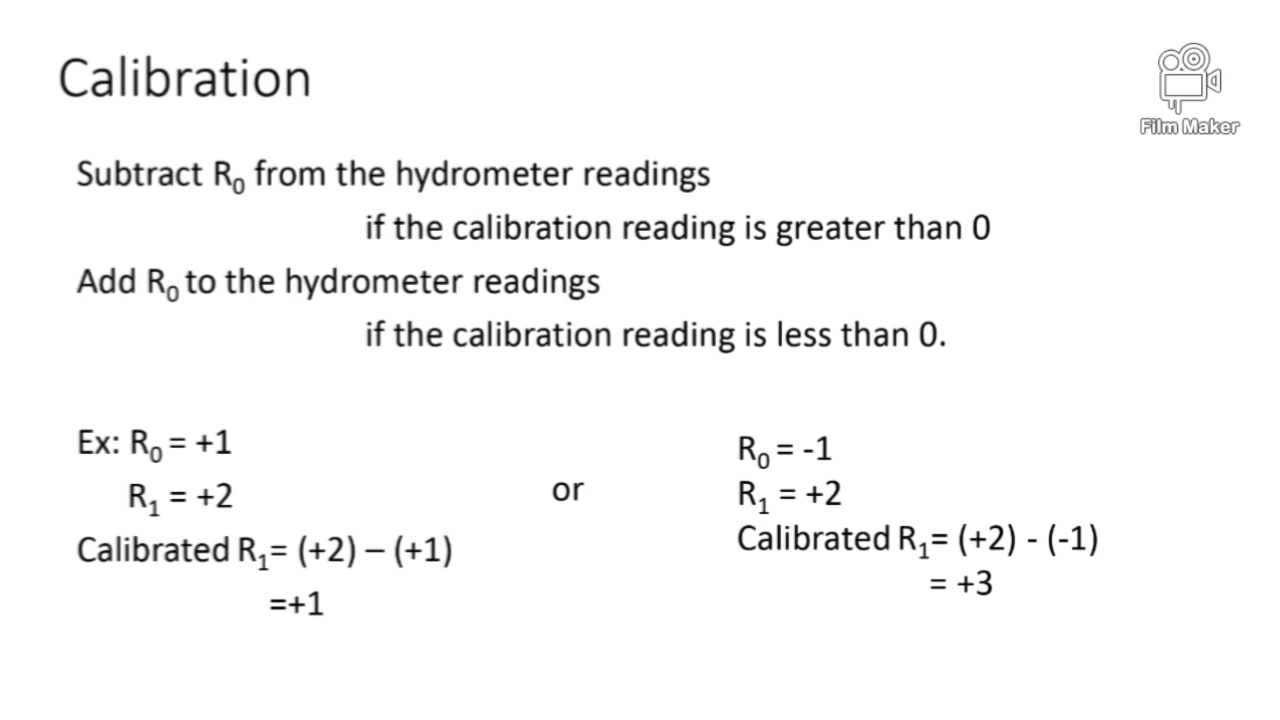 Calibration
Film Maker
Subtract R₀ from the hydrometer readings
if the calibration reading is greater than 0
Add R₀ to the hydrometer readings
if the calibration reading is less than 0.
Ex: R₀ = +1
R₁ = +2
Calibrated R₁= (+2) – (+1)
=+1
or
R₀ = -1
R₁ = +2
Calibrated R₁= (+2) - (-1)
= +3